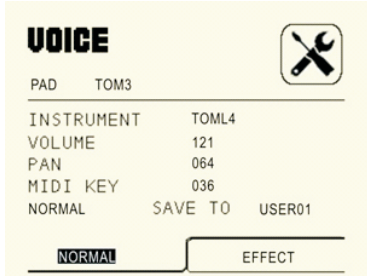 VOICE
PAD TOM3
INSTRUMENT TOML4
VOLUME 121
PAN 064
MIDI KEY 036
NORMAL SAVE TO USER01
NORMAL EFFECT